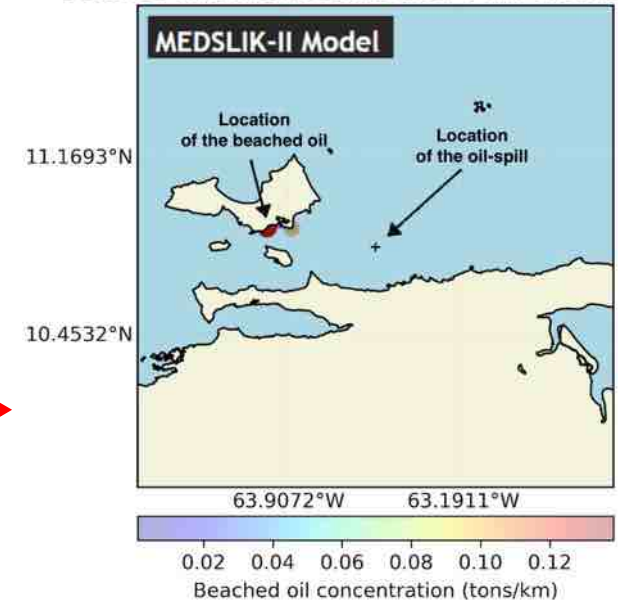 MEDSLIK-II Model
Location
of the beached oil
Location
of the oil-spill
11.1693°N
10.4532°N
63.9072°W 63.1911°W
0.02 0.04 0.06 0.08 0.10 0.12
Beached oil concentration (tons/km)